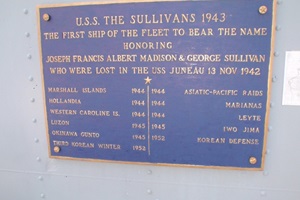 U.S.S. THE SULLIVANS 1943
THE FIRST SHIP OF THE FLEET TO BEAR THE NAME
HONORING
JOSEPH FRANCIS ALBERT MADISON & GEORGE SULLIVAN
WHO WERE LOST IN THE USS JUNEAU 13 NOV 1942
MARSHALL ISLANDS 1944 1944 ASIATIC-PACIFIC RAIDS
HOLLANDIA 1944 1944 MARIANAS
WESTERN CAROLINE IS. 1944 1944 LEYTE
LUZON 1945 1945 IWO JIMA
OKINAWA GUNTO 1945 1952 KOREAN DEFENSE
THIRD KOREAN WINTER 1952